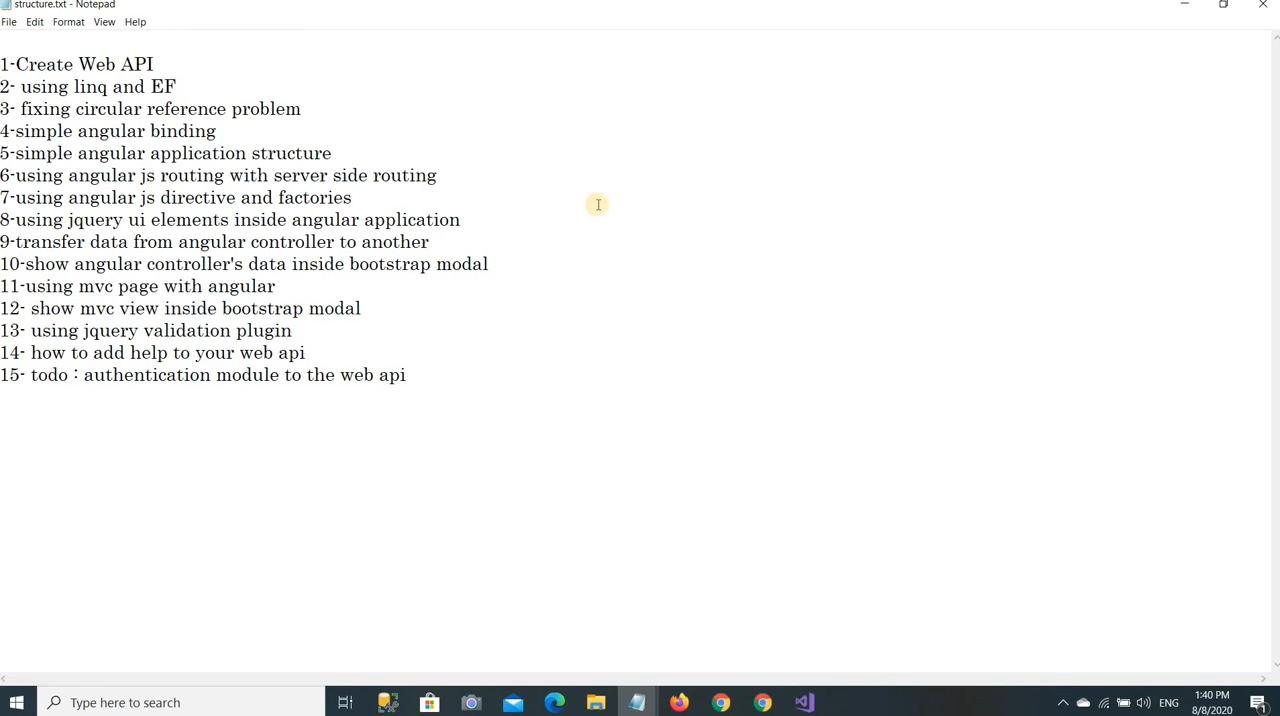 structure.txt - Notepad
File Edit Format View Help
1-Create Web API
2- using linq and EF
3- fixing circular reference problem
4-simple angular binding
5-simple angular application structure
6-using angular js routing with server side routing
7-using angular js directive and factories
8-using jquery ui elements inside angular application
9-transfer data from angular controller to another
10-show angular controller's data inside bootstrap modal
11-using mvc page with angular
12- show mvc view inside bootstrap modal
13- using jquery validation plugin
14- how to add help to your web api
15- todo : authentication module to the web api
Type here to search
ENG
1:40 PM
8/8/2020
1